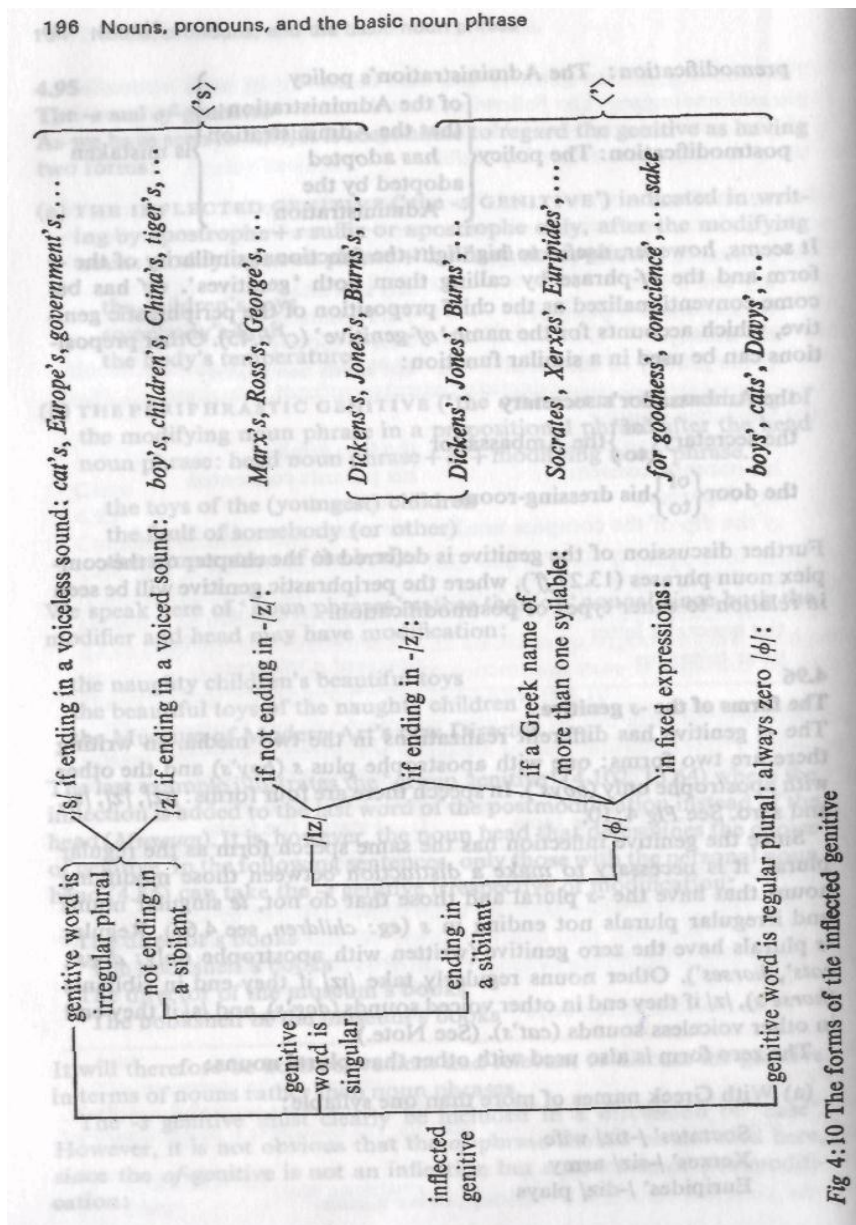 196 Nouns, pronouns, and the basic noun phrase
/s/ if ending in a voiceless sound: cat's, Europe's, government's, ...
genitive word is
irregular plural
/z/ if ending in a voiced sound: boy's, children's, China's, tiger's, ...
⟨'s⟩
not ending in
a sibilant
if not ending in -/z/: Marx's, Ross's, George's, ...
genitive
word is
singular
/ɪz/
Dickens's, Jones's, Burns's, ...
if ending in -/z/:
Dickens', Jones', Burns' ...
inflected
genitive
if a Greek name of
more than one syllable: Socrates', Xerxes', Euripides', ...
ending in
a sibilant
/ϕ/
⟨'⟩
in fixed expressions: for goodness' conscience' ... sake
genitive word is regular plural: always zero /ϕ/: boys', cats', Davys', ...
Fig 4:10 The forms of the inflected genitive